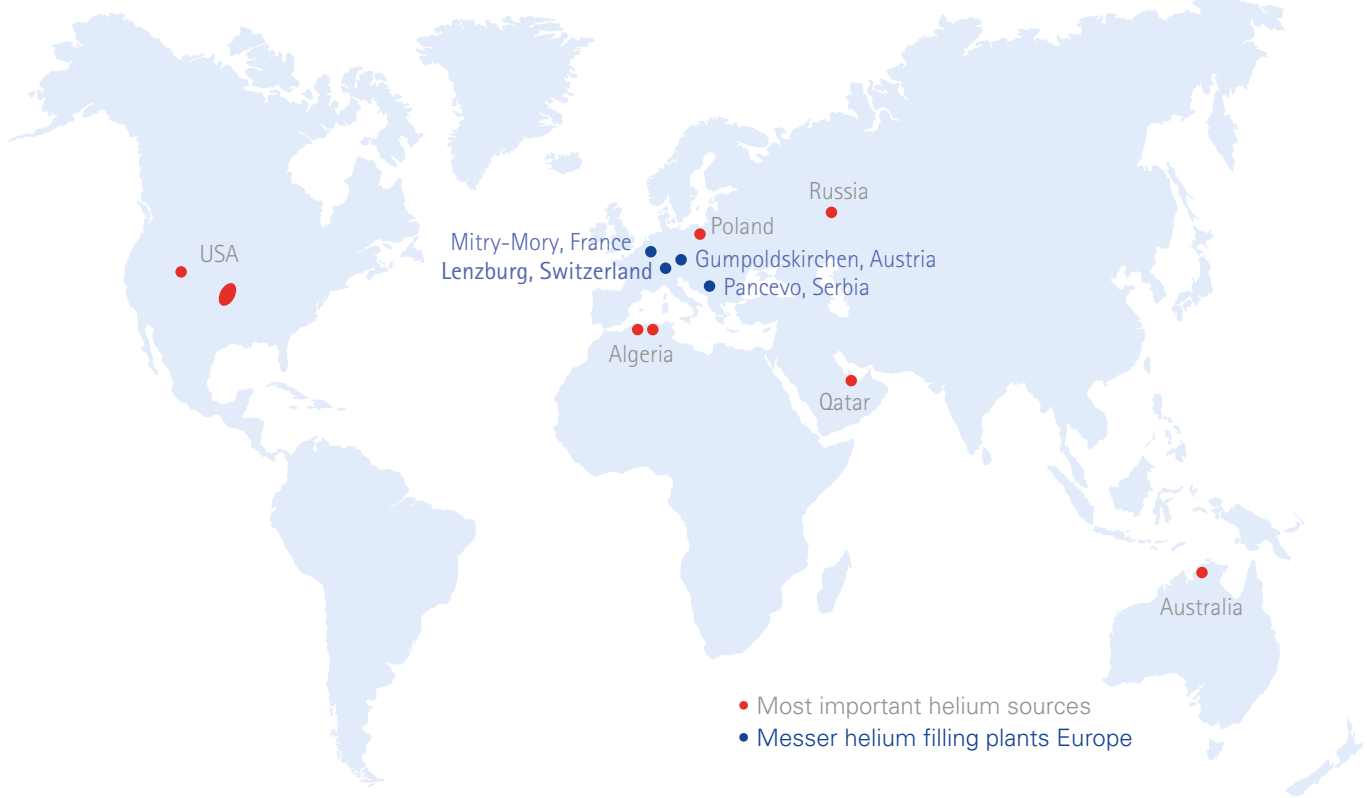 Russia
Poland
Mitry-Mory, France
USA
Gumpoldskirchen, Austria
Lenzburg, Switzerland
Pancevo, Serbia
Algeria
Qatar
Australia
Most important helium sources
Messer helium filling plants Europe